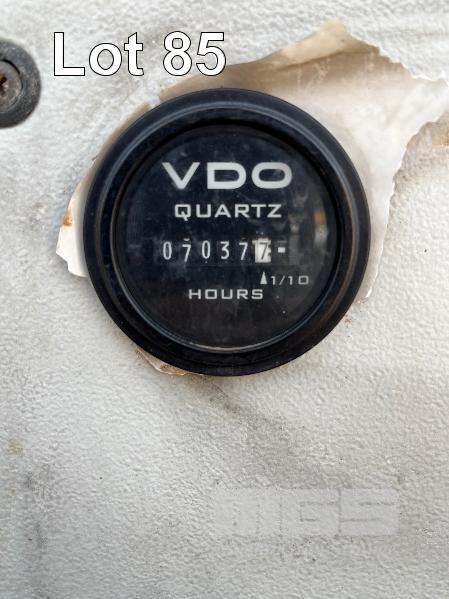 Lot 85
VDO
QUARTZ
070377
1/10
HOURS
MGS